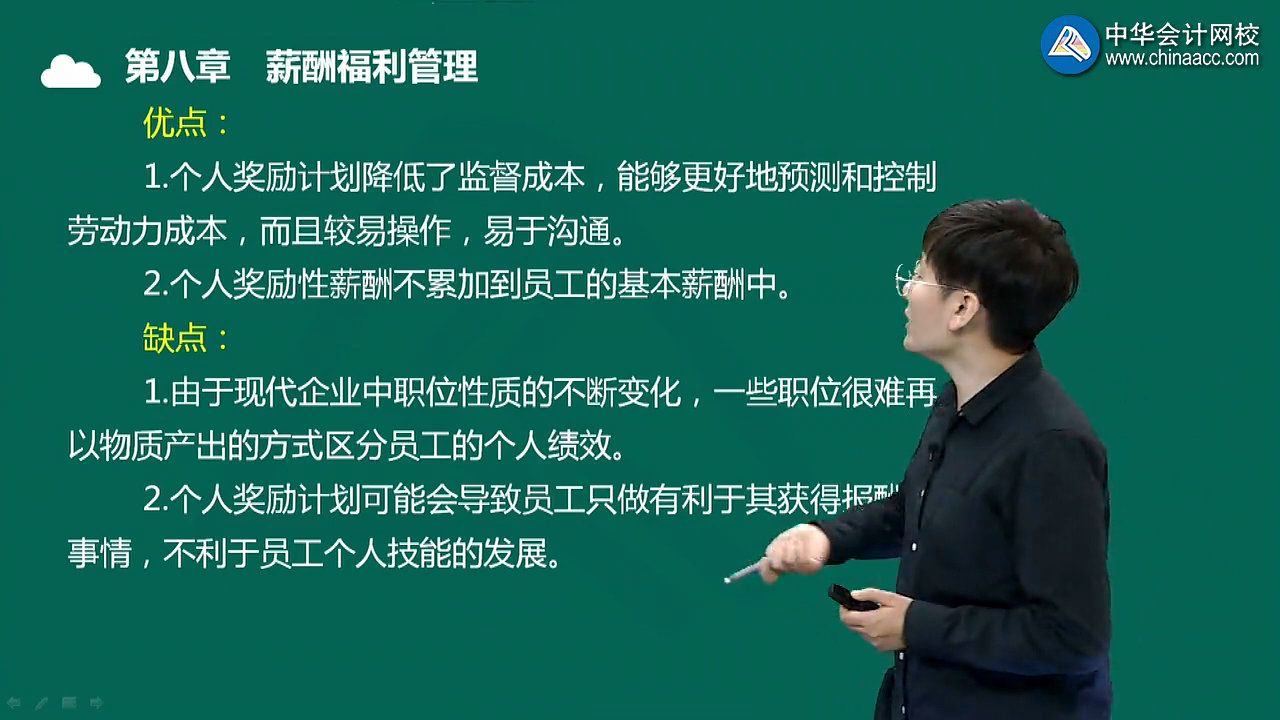 第八章 薪酬福利管理
中华会计网校
www.chinaacc.com
优点：
1.个人奖励计划降低了监督成本，能够更好地预测和控制
劳动力成本，而且较易操作，易于沟通。
2.个人奖励性薪酬不累加到员工的基本薪酬中。
缺点：
1.由于现代企业中职位性质的不断变化，一些职位很难再
以物质产出的方式区分员工的个人绩效。
2.个人奖励计划可能会导致员工只做有利于其获得报酬
事情，不利于员工个人技能的发展。